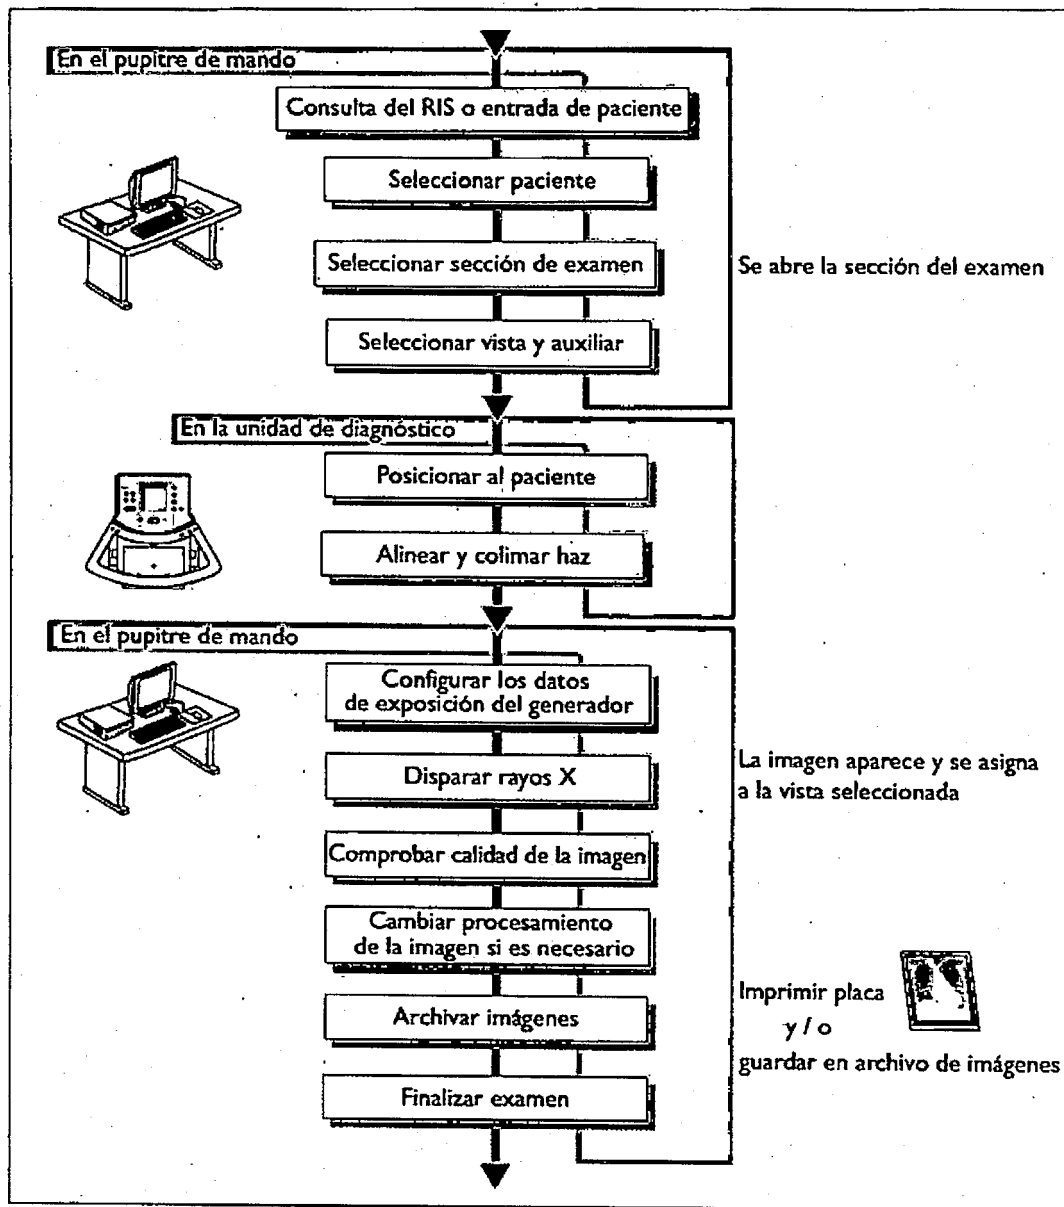 En el pupitre de mando
Consulta del RIS o entrada de paciente
Seleccionar paciente
Seleccionar sección de examen
Se abre la sección del examen
Seleccionar vista y auxiliar
En la unidad de diagnóstico
Posicionar al paciente
Alinear y colimar haz
En el pupitre de mando
Configurar los datos
de exposición del generador
Disparar rayos X
La imagen aparece y se asigna
a la vista seleccionada
Comprobar calidad de la imagen
Cambiar procesamiento
de la imagen si es necesario
Archivar imágenes
Imprimir placa
y / o
guardar en archivo de imágenes
Finalizar examen